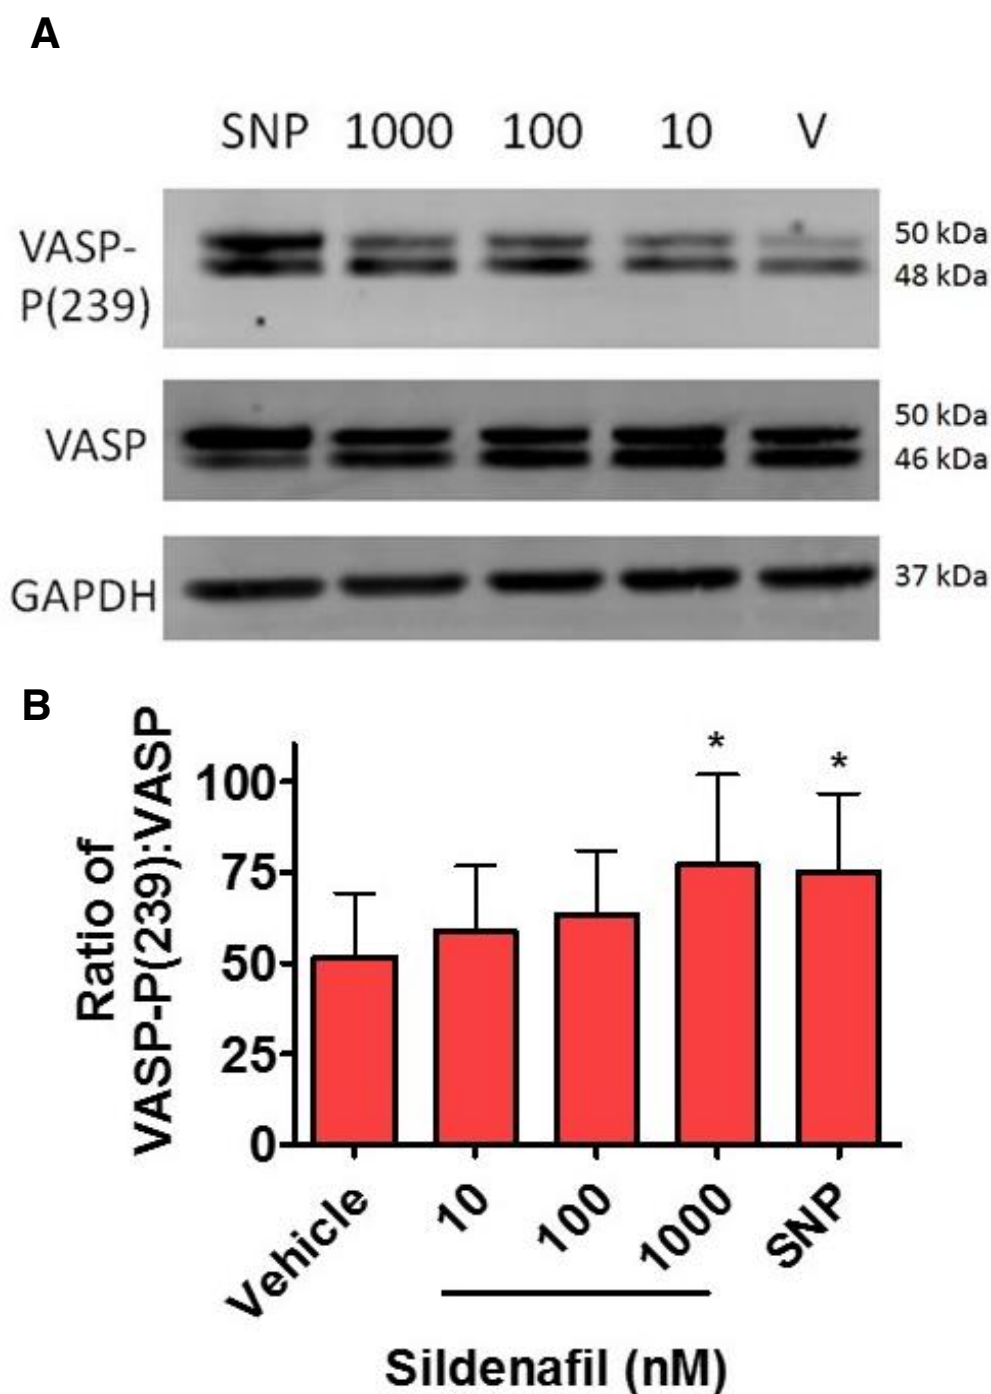 A
SNP 1000 100 10 V
VASP-
P(239)
50 kDa
48 kDa
VASP
50 kDa
46 kDa
GAPDH
37 kDa
B
Ratio of
VASP-P(239):VASP
100
75
50
25
0
* *
Vehicle 10 100 1000 SNP
Sildenafil (nM)